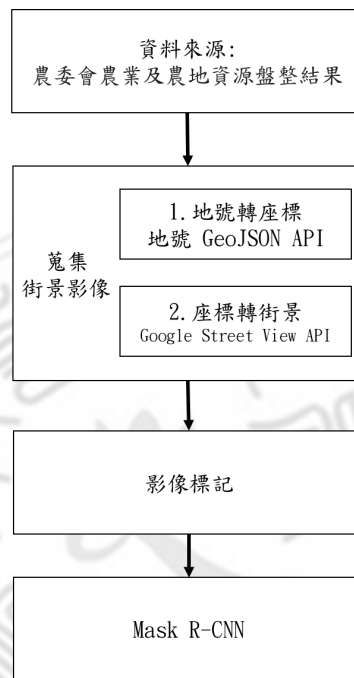 資料來源:
農委會農業及農地資源盤整結果
蒐集
街景影像
1.地號轉座標
地號 GeoJSON API
2.座標轉街景
Google Street View API
影像標記
Mask R-CNN